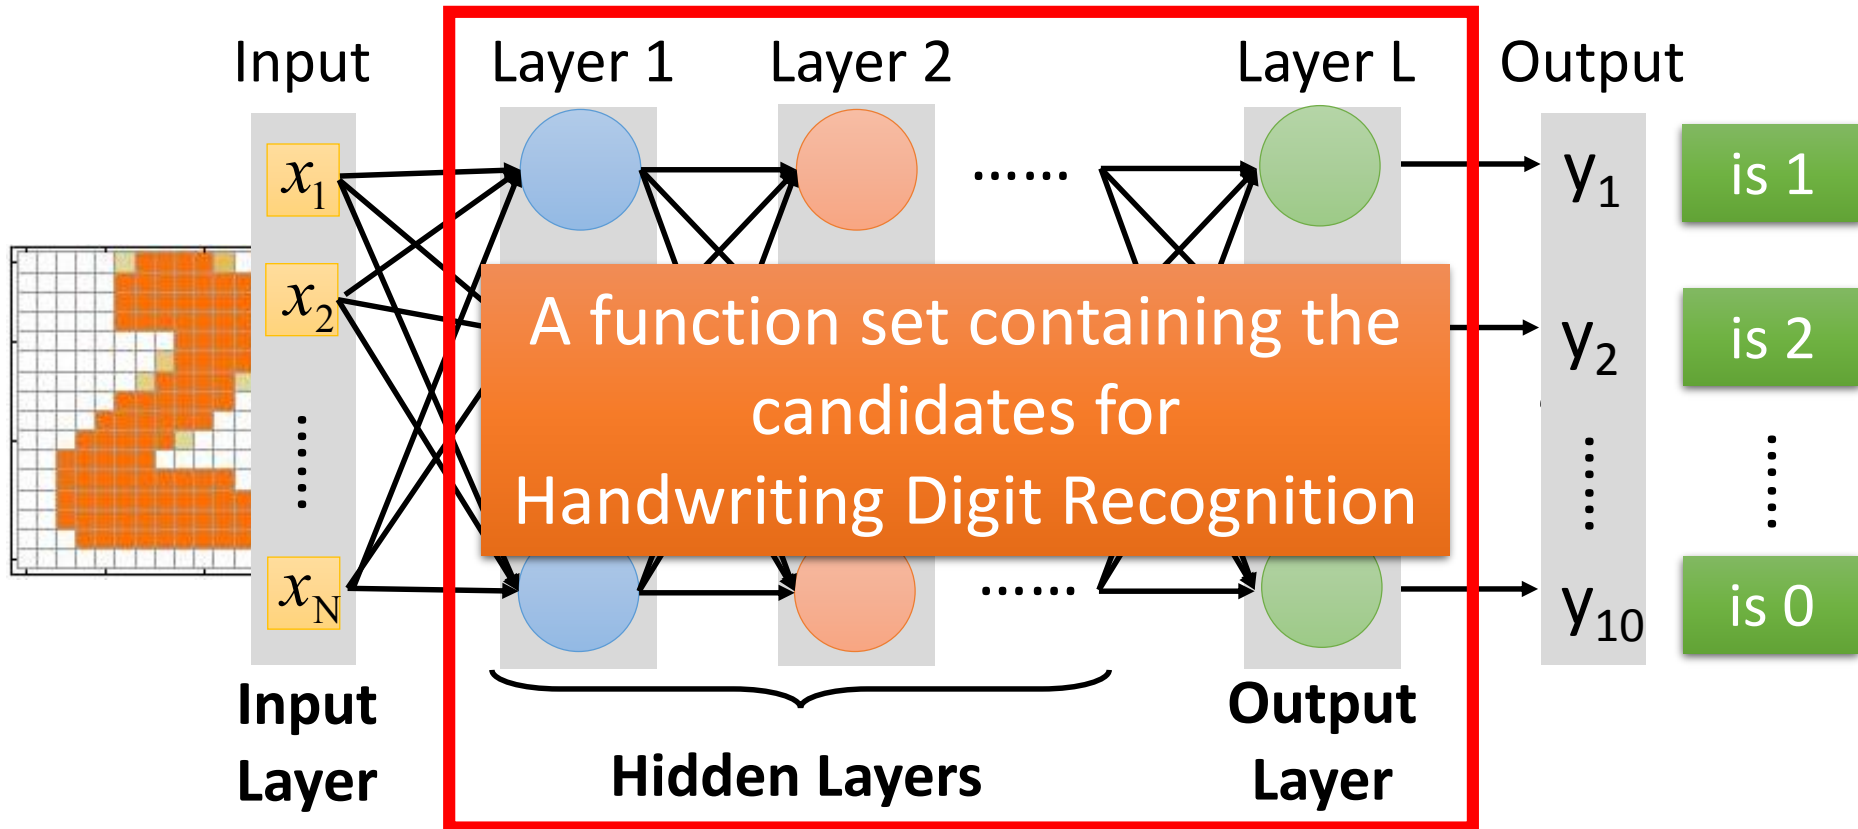 Input
Layer 1
Layer 2
Layer L
Output
x1
x2
......
xN
......
......
A function set containing the
candidates for
Handwriting Digit Recognition
y1
y2
......
y10
is 1
is 2
......
is 0
Input
Layer
Hidden Layers
Output
Layer